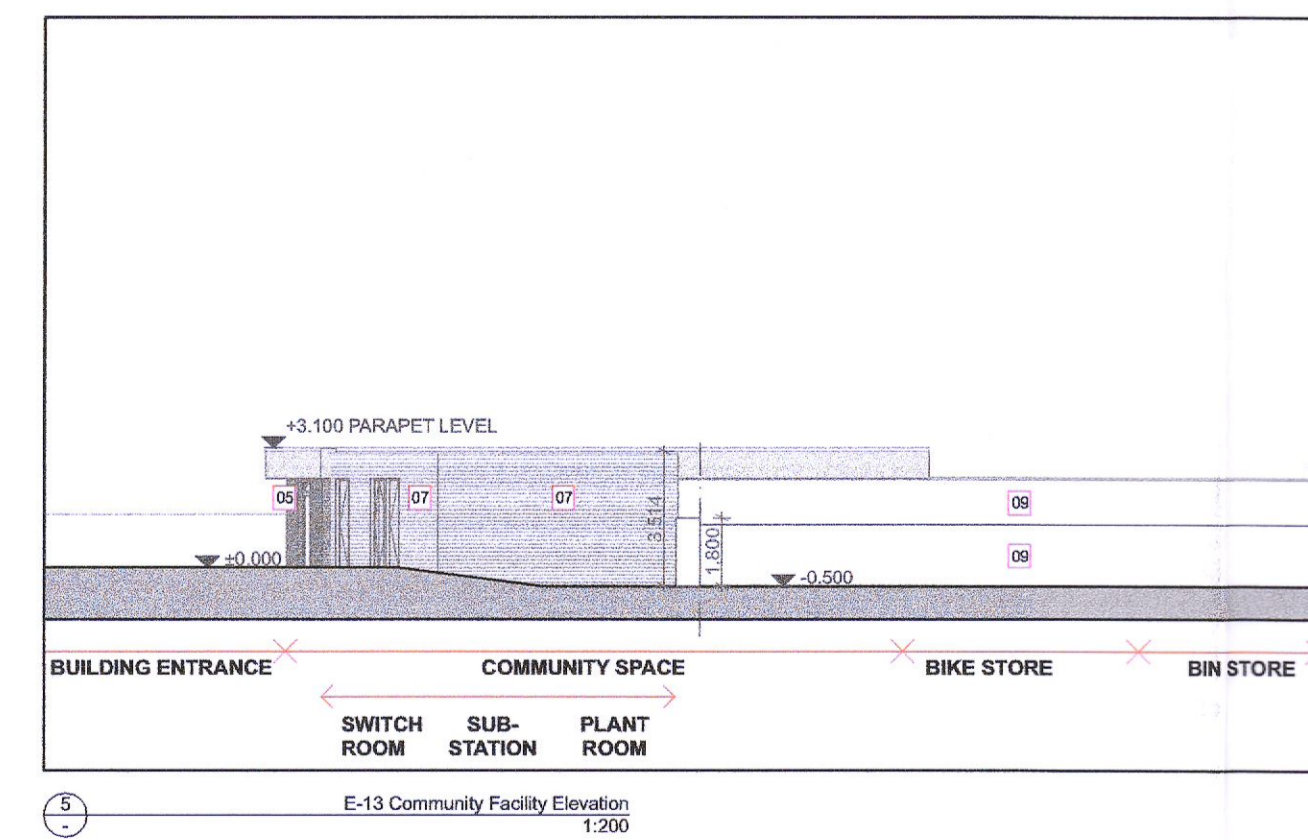 +3.100 PARAPET LEVEL
05
07
07
09
3.514
1.800
±0.000
-0.500
09
BUILDING ENTRANCE
COMMUNITY SPACE
BIKE STORE
BIN STORE
SWITCH ROOM
SUB-STATION
PLANT ROOM
5
-
E-13 Community Facility Elevation
1:200